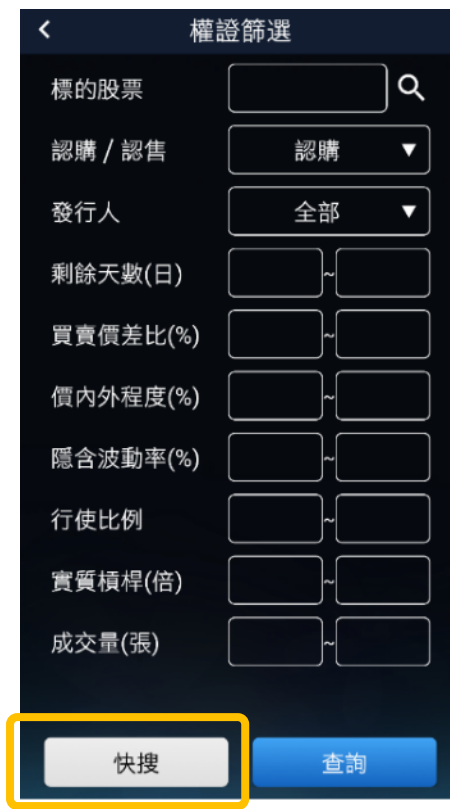 權證篩選
標的股票
認購 / 認售 認購
發行人 全部
剩餘天數(日) ~
買賣價差比(%) ~
價內外程度(%) ~
隱含波動率(%) ~
行使比例 ~
實質槓桿(倍) ~
成交量(張) ~
快搜 查詢